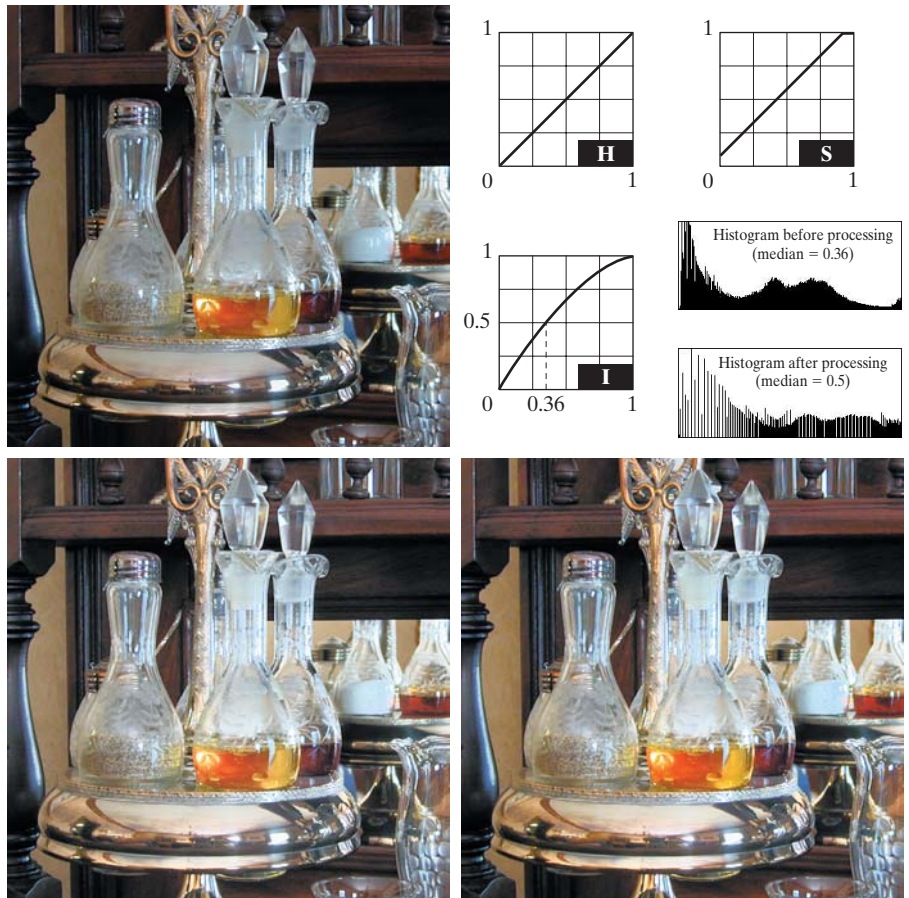 1
H
0
1
1
S
0
1
1
0.5
I
0
0.36
1
Histogram before processing
(median = 0.36)
Histogram after processing
(median = 0.5)